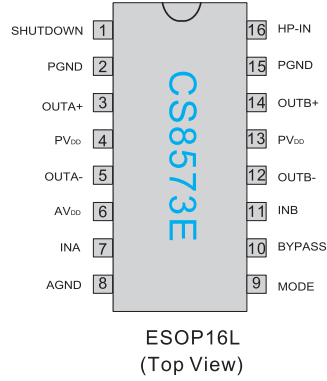 SHUTDOWN 1 16 HP-IN
PGND 2 15 PGND
OUTA+ 3 14 OUTB+
PVDD 4 13 PVDD
OUTA- 5 12 OUTB-
AVDD 6 11 INB
INA 7 10 BYPASS
AGND 8 9 MODE
CS8573E
ESOP16L
(Top View)